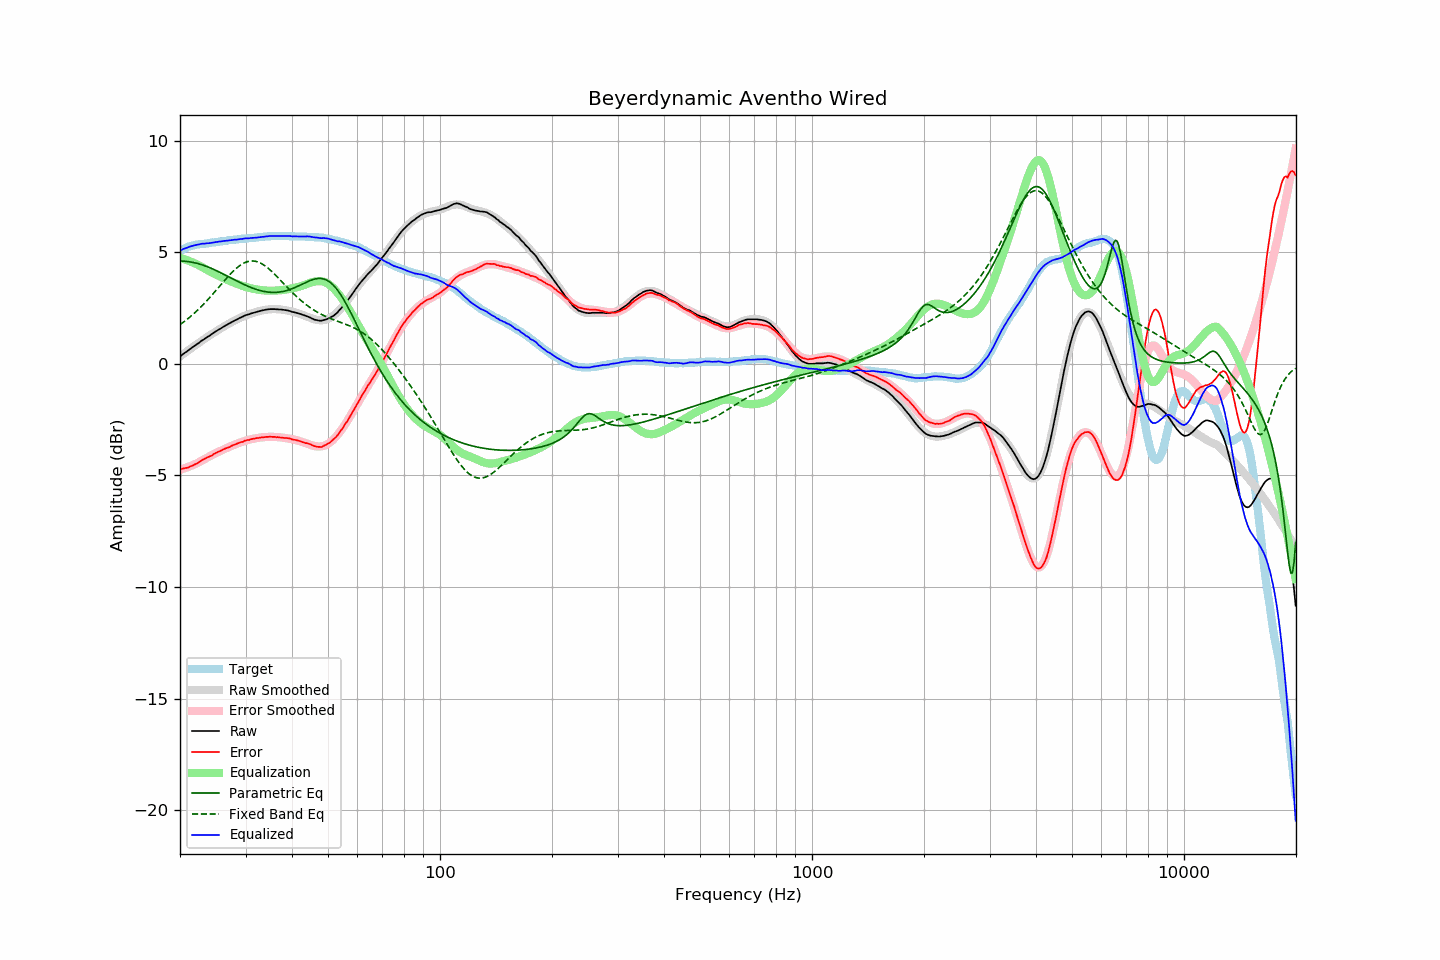 Beyerdynamic Aventho Wired
10
5
0
−5
−10
−15
−20
Amplitude (dBr)
Target
Raw Smoothed
Error Smoothed
Raw
Error
Equalization
Parametric Eq
Fixed Band Eq
Equalized
100
1000
10000
Frequency (Hz)